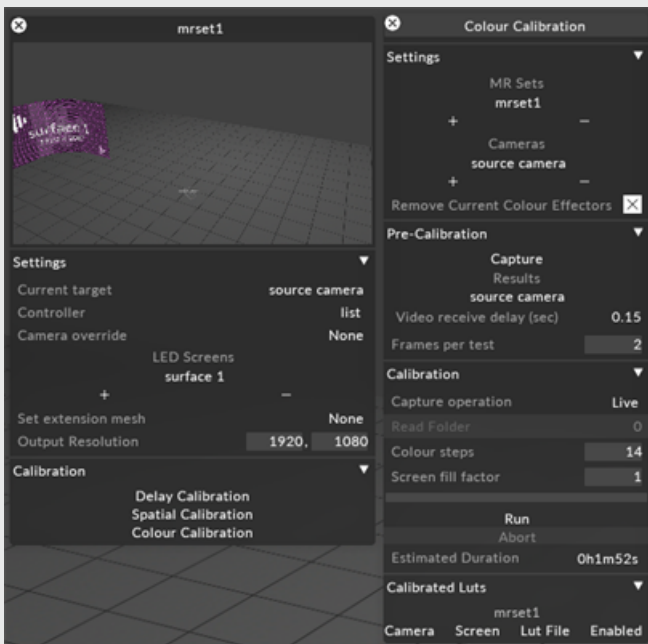 mrset1
surface 1
Settings
Current target source camera
Controller list
Camera override None
LED Screens
surface 1
+ −
Set extension mesh None
Output Resolution 1920, 1080
Calibration
Delay Calibration
Spatial Calibration
Colour Calibration
Colour Calibration
Settings
MR Sets
mrset1
+ −
Cameras
source camera
+ −
Remove Current Colour Effectors
Pre-Calibration
Capture
Results
source camera
Video receive delay (sec) 0.15
Frames per test 2
Calibration
Capture operation Live
Read Folder 0
Colour steps 14
Screen fill factor 1
Run
Abort
Estimated Duration 0h1m52s
Calibrated Luts
mrset1
Camera Screen Lut File Enabled